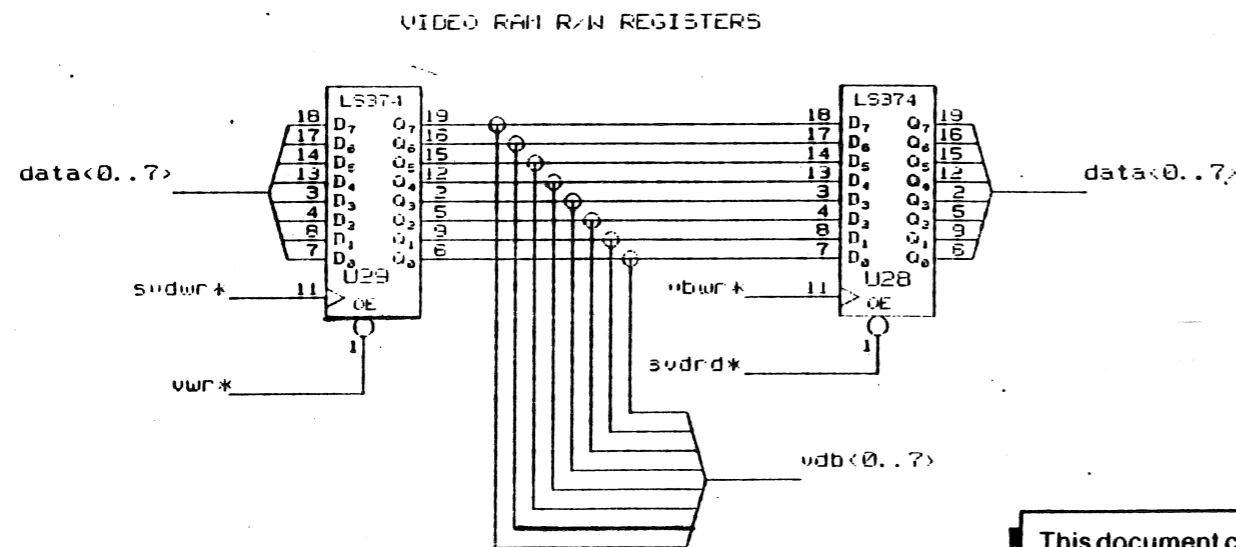 VIDEO RAM R/W REGISTERS
LS374
18 D7 Q7 19
17 D6 Q6 16
14 D5 Q5 15
13 D4 Q4 12
3 D3 Q3 2
4 D2 Q2 5
8 D1 Q1 9
7 D0 Q0 6
U29
11 OE
1
data<0..7>
svdwr*
vwr*
LS374
18 D7 Q7 19
17 D6 Q6 16
14 D5 Q5 15
13 D4 Q4 12
3 D3 Q3 2
4 D2 Q2 5
8 D1 Q1 9
7 D0 Q0 6
U28
11 OE
1
vbwr*
svdrd*
data<0..7>
vdb<0..7>
This document c